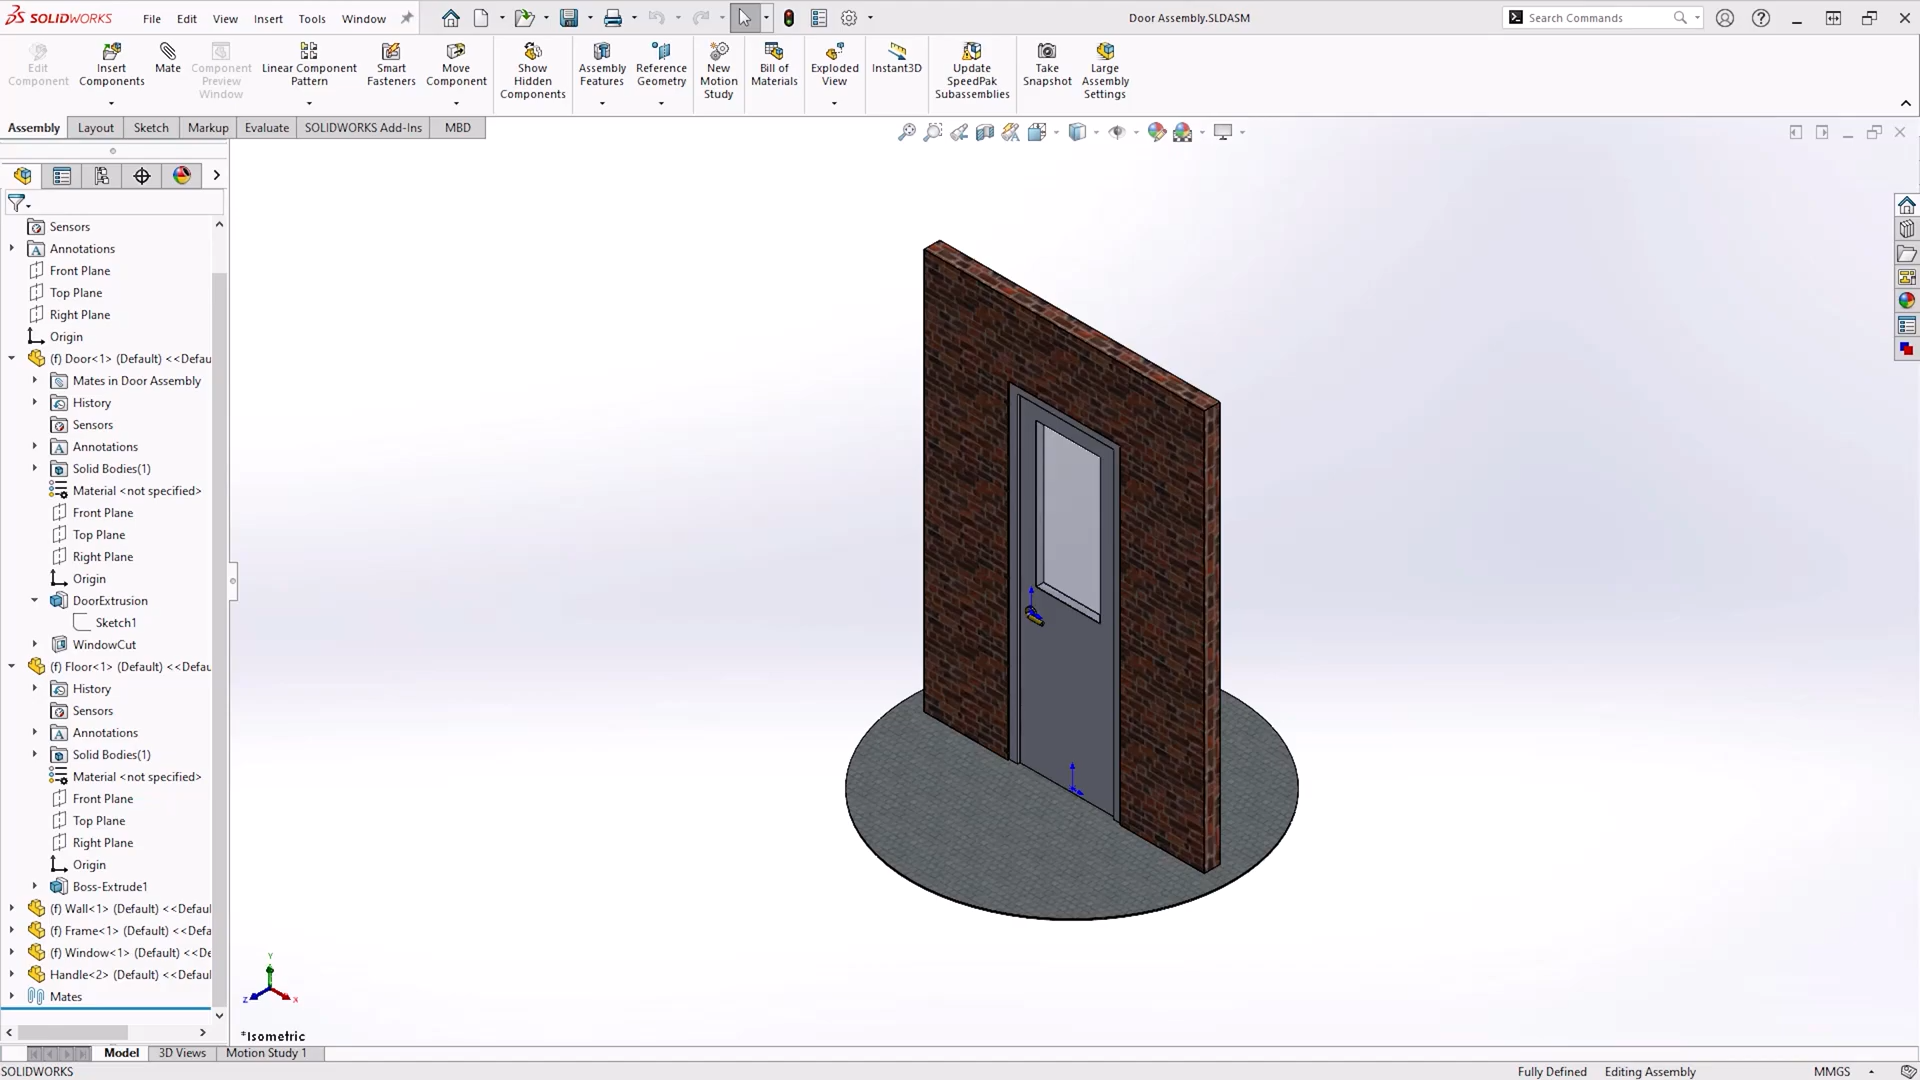 SOLIDWORKS File Edit View Insert Tools Window Door Assembly.SLDASM Search Commands
Edit Component
Insert Components
Mate
Component Preview Window
Linear Component Pattern
Smart Fasteners
Move Component
Show Hidden Components
Assembly Features
Reference Geometry
New Motion Study
Bill of Materials
Exploded View
Instant3D
Update SpeedPak Subassemblies
Take Snapshot
Large Assembly Settings
Assembly Layout Sketch Markup Evaluate SOLIDWORKS Add-Ins MBD
Sensors
Annotations
Front Plane
Top Plane
Right Plane
Origin
(f) Door<1> (Default) <<Defau
Mates in Door Assembly
History
Sensors
Annotations
Solid Bodies(1)
Material <not specified>
Front Plane
Top Plane
Right Plane
Origin
DoorExtrusion
Sketch1
WindowCut
(f) Floor<1> (Default) <<Defau
History
Sensors
Annotations
Solid Bodies(1)
Material <not specified>
Front Plane
Top Plane
Right Plane
Origin
Boss-Extrude1
(f) Wall<1> (Default) <<Defaul
(f) Frame<1> (Default) <<Defa
(f) Window<1> (Default) <<De
Handle<2> (Default) <<Defaul
Mates
Y
Z X
*Isometric
Model 3D Views Motion Study 1
SOLIDWORKS Fully Defined Editing Assembly MMGS